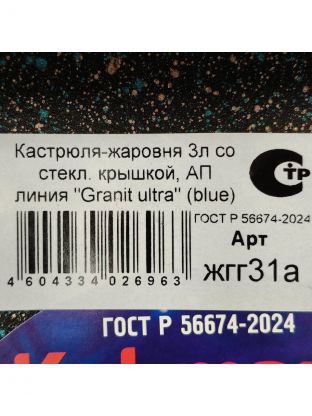 Кастрюля-жаровня 3л со
стекл. крышкой, АП
линия "Granit ultra" (blue)
ГОСТ Р 56674-2024
Арт
жгг31а
4 604334 026963
ГОСТ Р 56674-2024